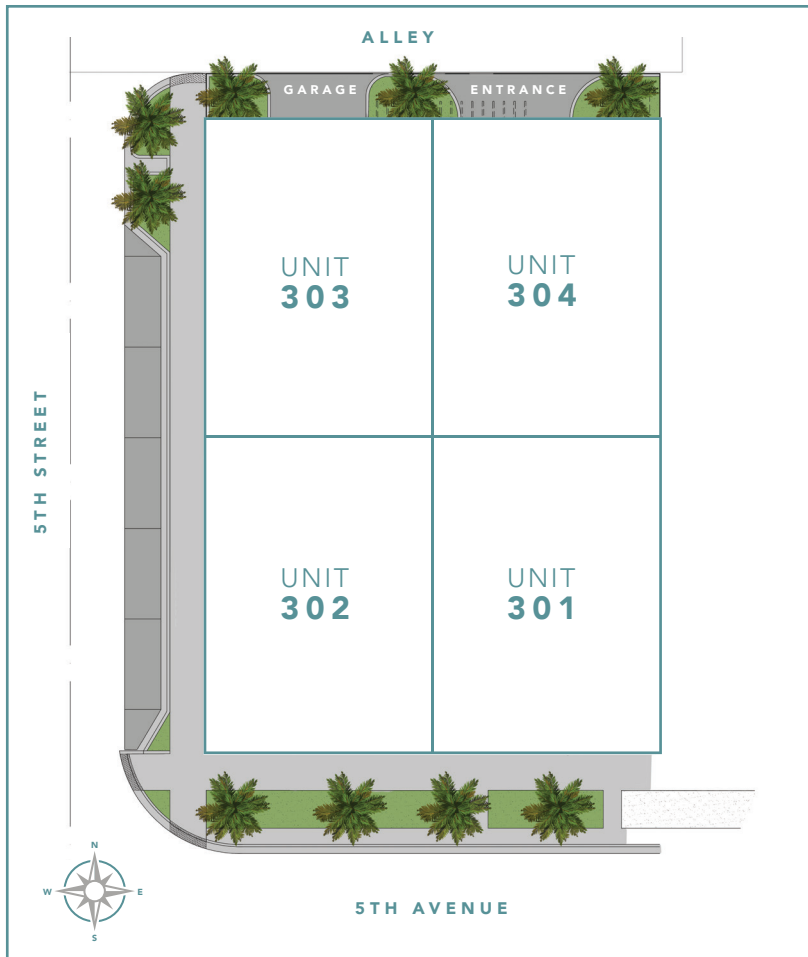 ALLEY
GARAGE
ENTRANCE
UNIT
303
UNIT
304
5TH STREET
UNIT
302
UNIT
301
N
W
E
S
5TH AVENUE